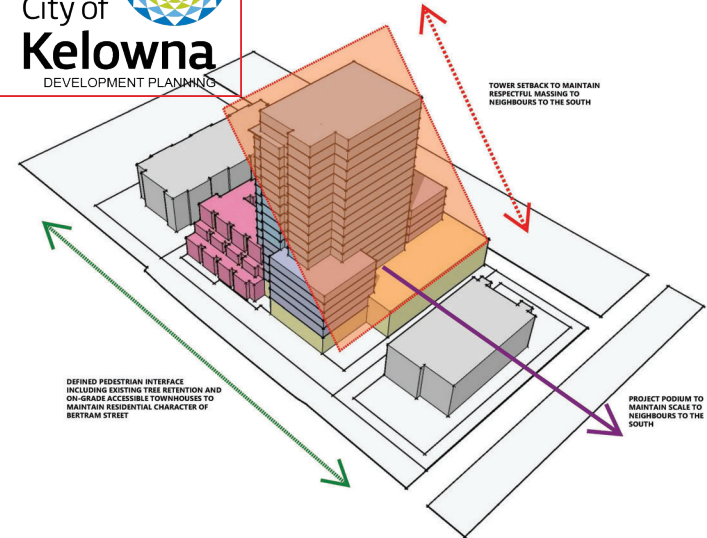 City of
Kelowna
DEVELOPMENT PLANNING
TOWER SETBACK TO MAINTAIN
RESPECTFUL MASSING TO
NEIGHBOURS TO THE SOUTH
DEFINED PEDESTRIAN INTERFACE
INCLUDING EXISTING TREE RETENTION AND
ON-GRADE ACCESSIBLE TOWNHOUSES TO
MAINTAIN RESIDENTIAL CHARACTER OF
BERTRAM STREET
PROJECT PODIUM TO
MAINTAIN SCALE TO
NEIGHBOURS TO THE
SOUTH